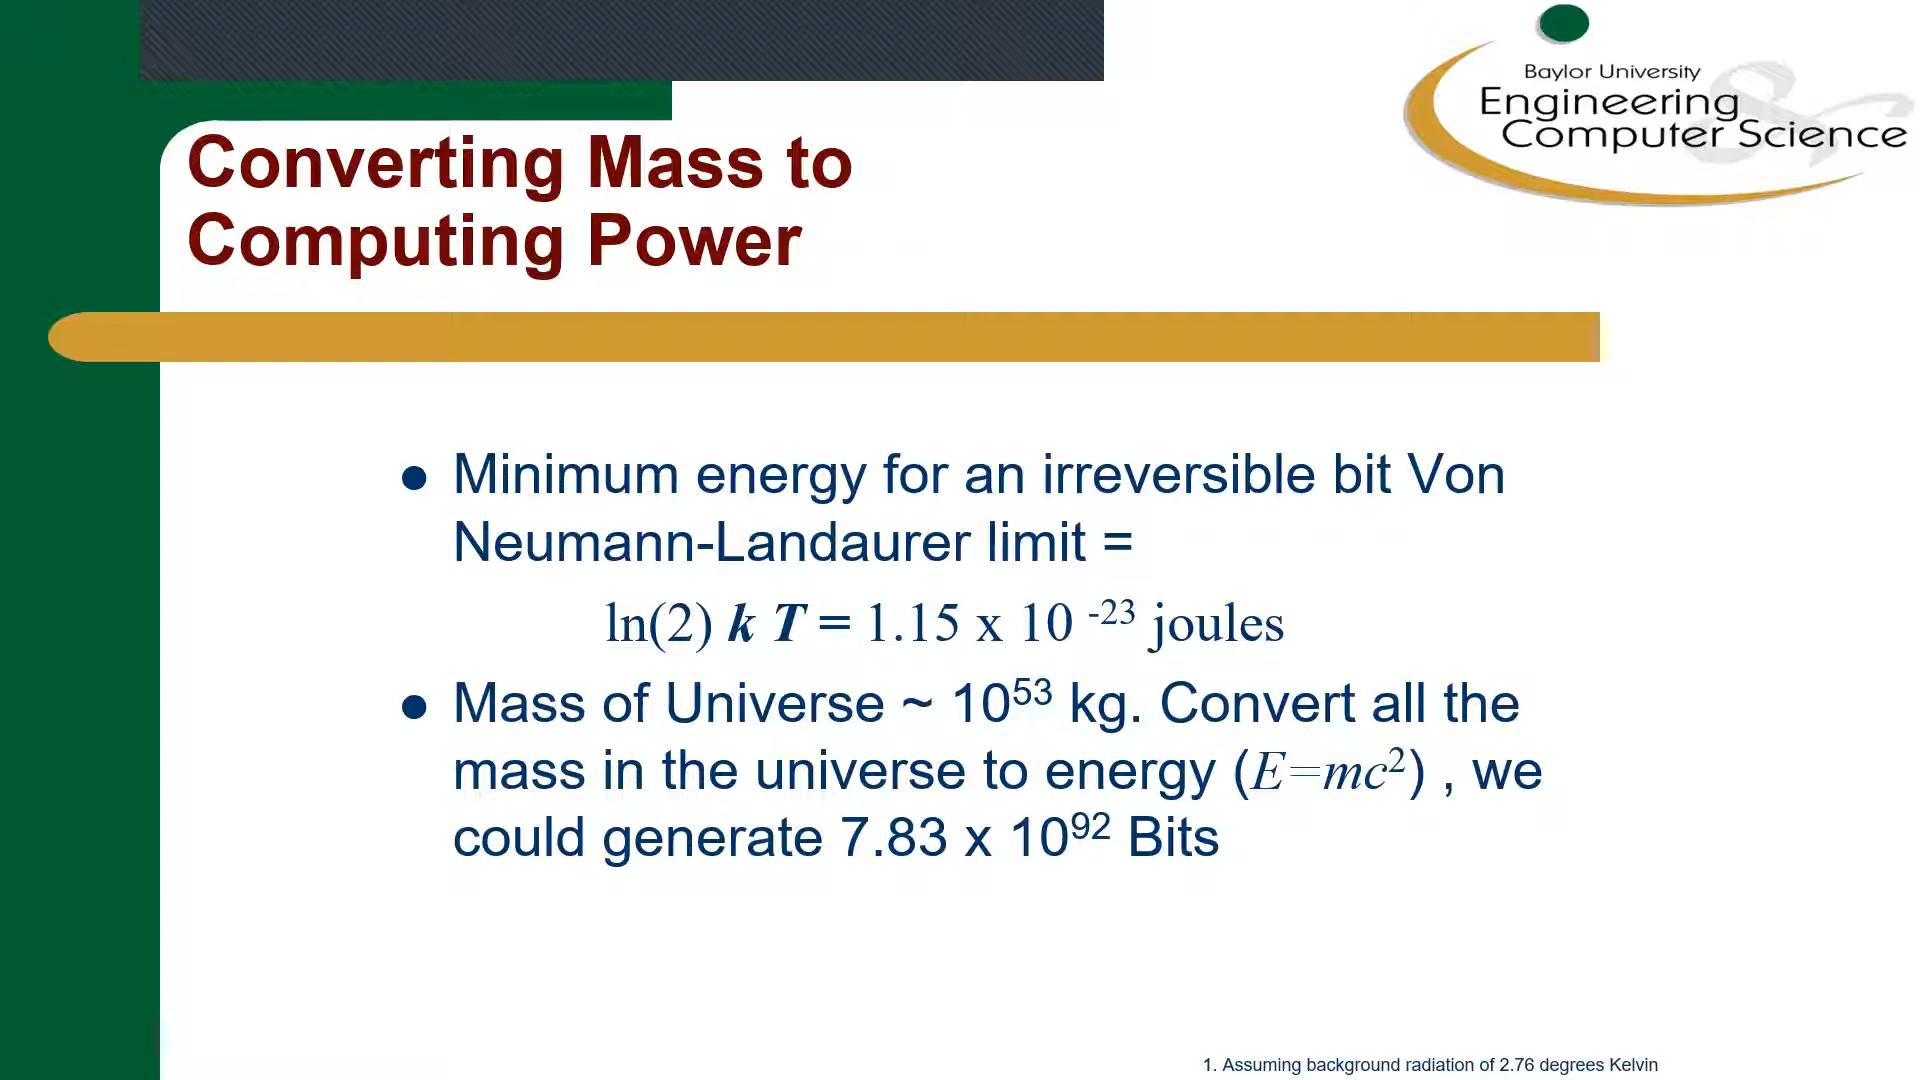 Baylor University
Engineering
Computer Science
Converting Mass to
Computing Power
● Minimum energy for an irreversible bit Von
Neumann-Landaurer limit =
ln(2) k T = 1.15 x 10 ⁻²³ joules
● Mass of Universe ~ 10⁵³ kg. Convert all the
mass in the universe to energy (E=mc²) , we
could generate 7.83 x 10⁹² Bits
1. Assuming background radiation of 2.76 degrees Kelvin